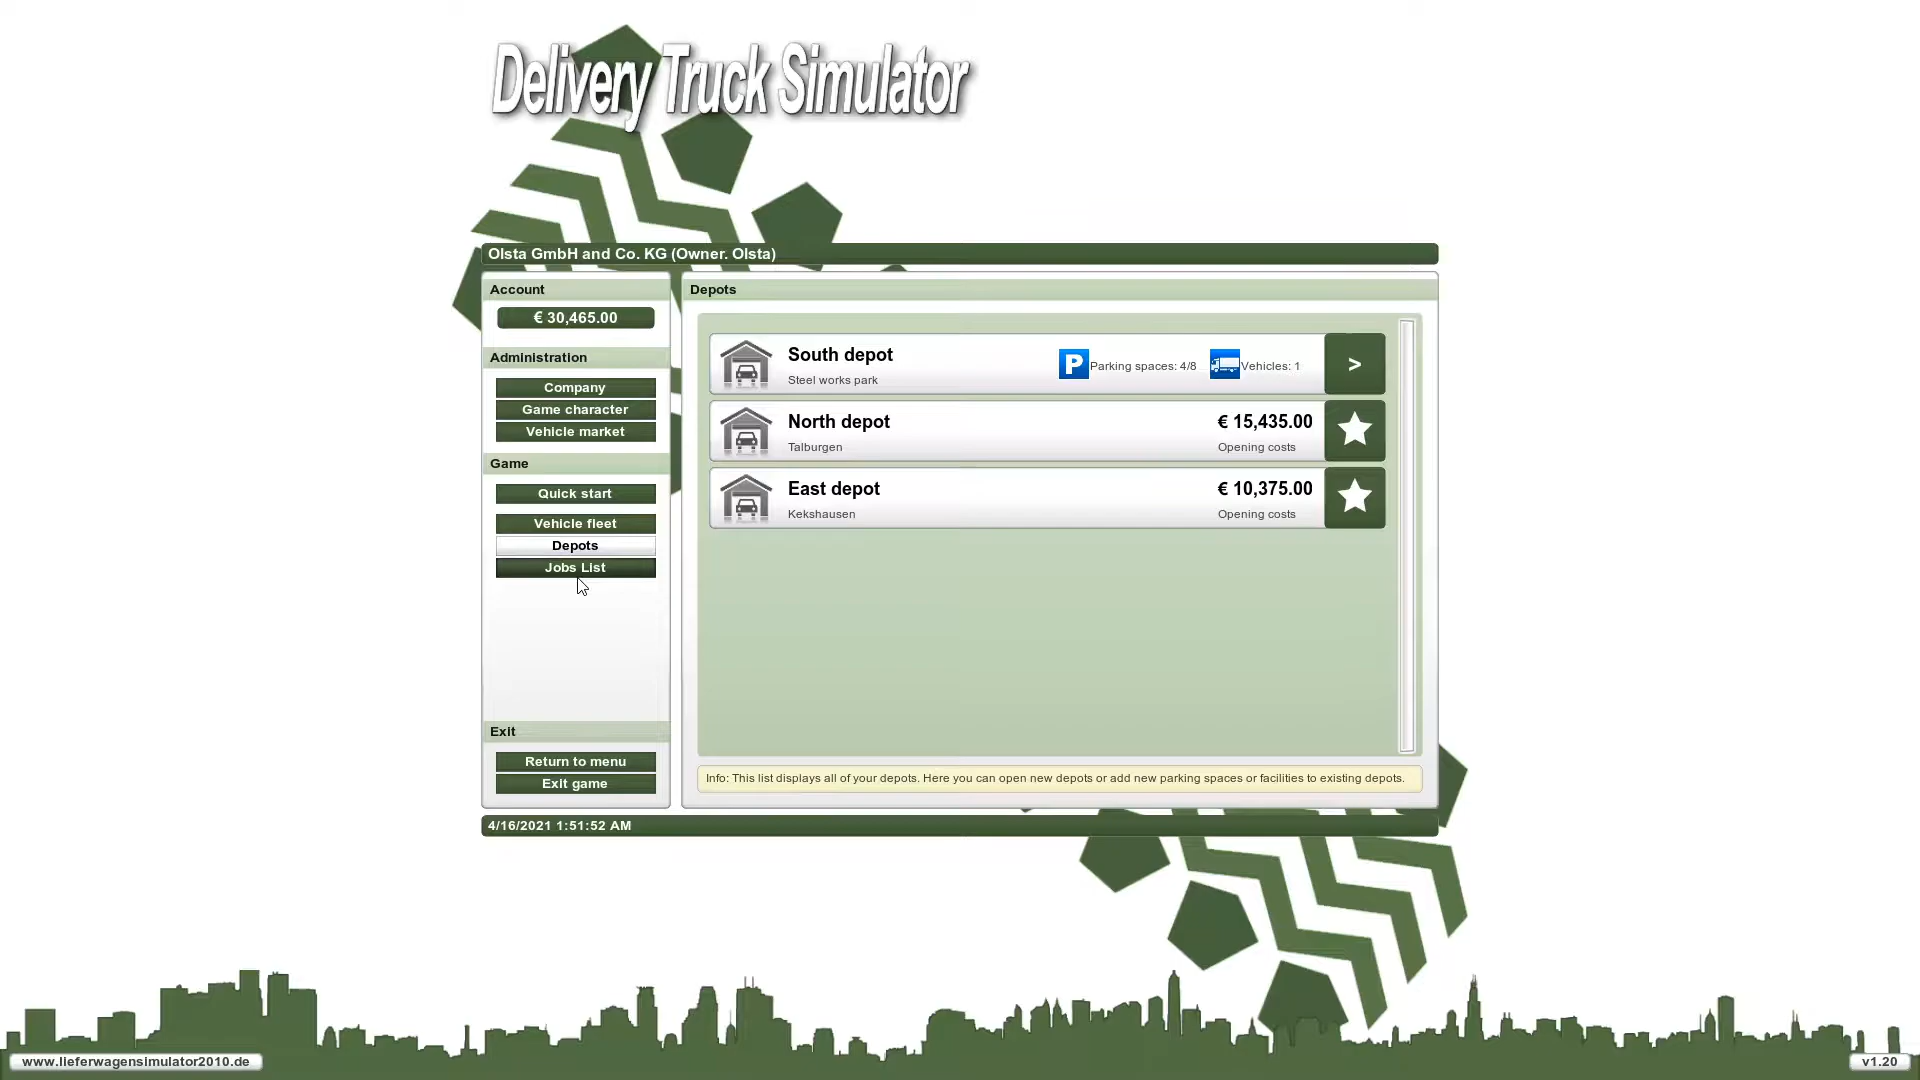 Delivery Truck Simulator
Olsta GmbH and Co. KG (Owner. Olsta)
Account
€ 30,465.00
Administration
Company
Game character
Vehicle market
Game
Quick start
Vehicle fleet
Depots
Jobs List
Exit
Return to menu
Exit game
Depots
South depot
Steel works park
P
Parking spaces: 4/8
Vehicles: 1
>
North depot
Talburgen
€ 15,435.00
Opening costs
East depot
Kekshausen
€ 10,375.00
Opening costs
Info: This list displays all of your depots. Here you can open new depots or add new parking spaces or facilities to existing depots.
4/16/2021 1:51:52 AM
www.lieferwagensimulator2010.de
v1.20